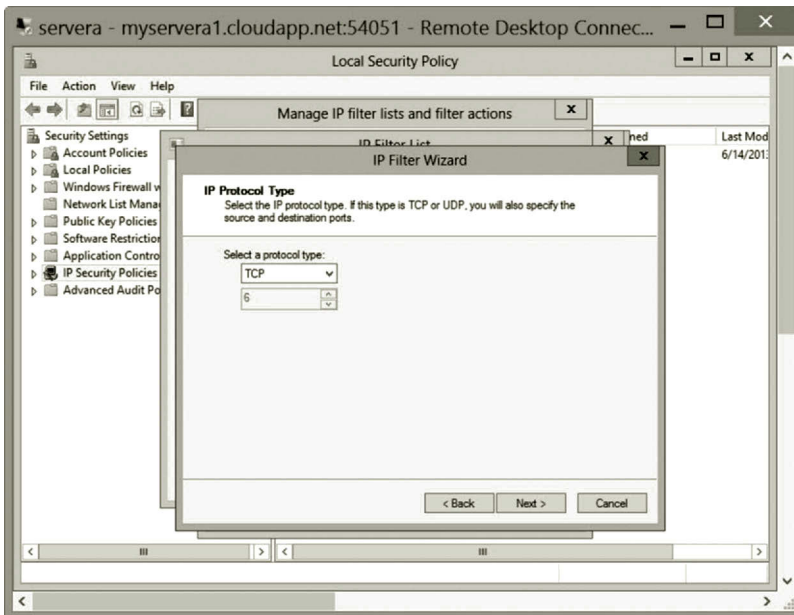 servera - myservera1.cloudapp.net:54051 - Remote Desktop Connec...
Local Security Policy
File Action View Help
Manage IP filter lists and filter actions
Security Settings
IP Filter List
ned
Last Mod
Account Policies
IP Filter Wizard
6/14/201
Local Policies
Windows Firewall w
Network List Mana
Public Key Policies
Software Restriction
Application Contro
IP Security Policies
Advanced Audit Po
IP Protocol Type
Select the IP protocol type. If this type is TCP or UDP, you will also specify the
source and destination ports.
Select a protocol type:
TCP
6
< Back Next > Cancel